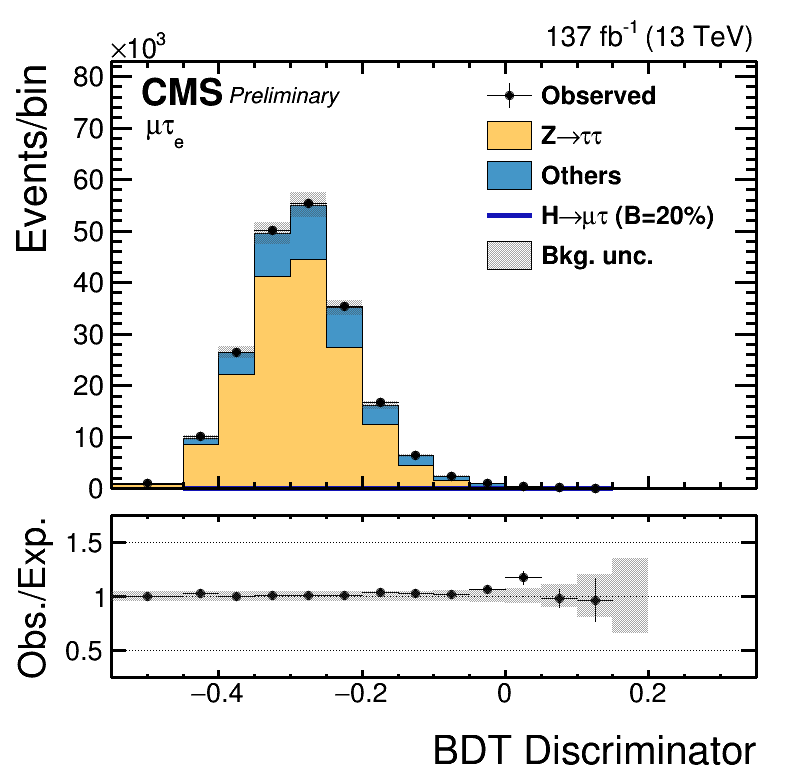 ×10³
137 fb⁻¹ (13 TeV)
CMS Preliminary
μτₑ
Events/bin
80
70
60
50
40
30
20
10
0
Observed
Z→ττ
Others
H→μτ (B=20%)
Bkg. unc.
Obs./Exp.
1.5
1
0.5
−0.4
−0.2
0
0.2
BDT Discriminator